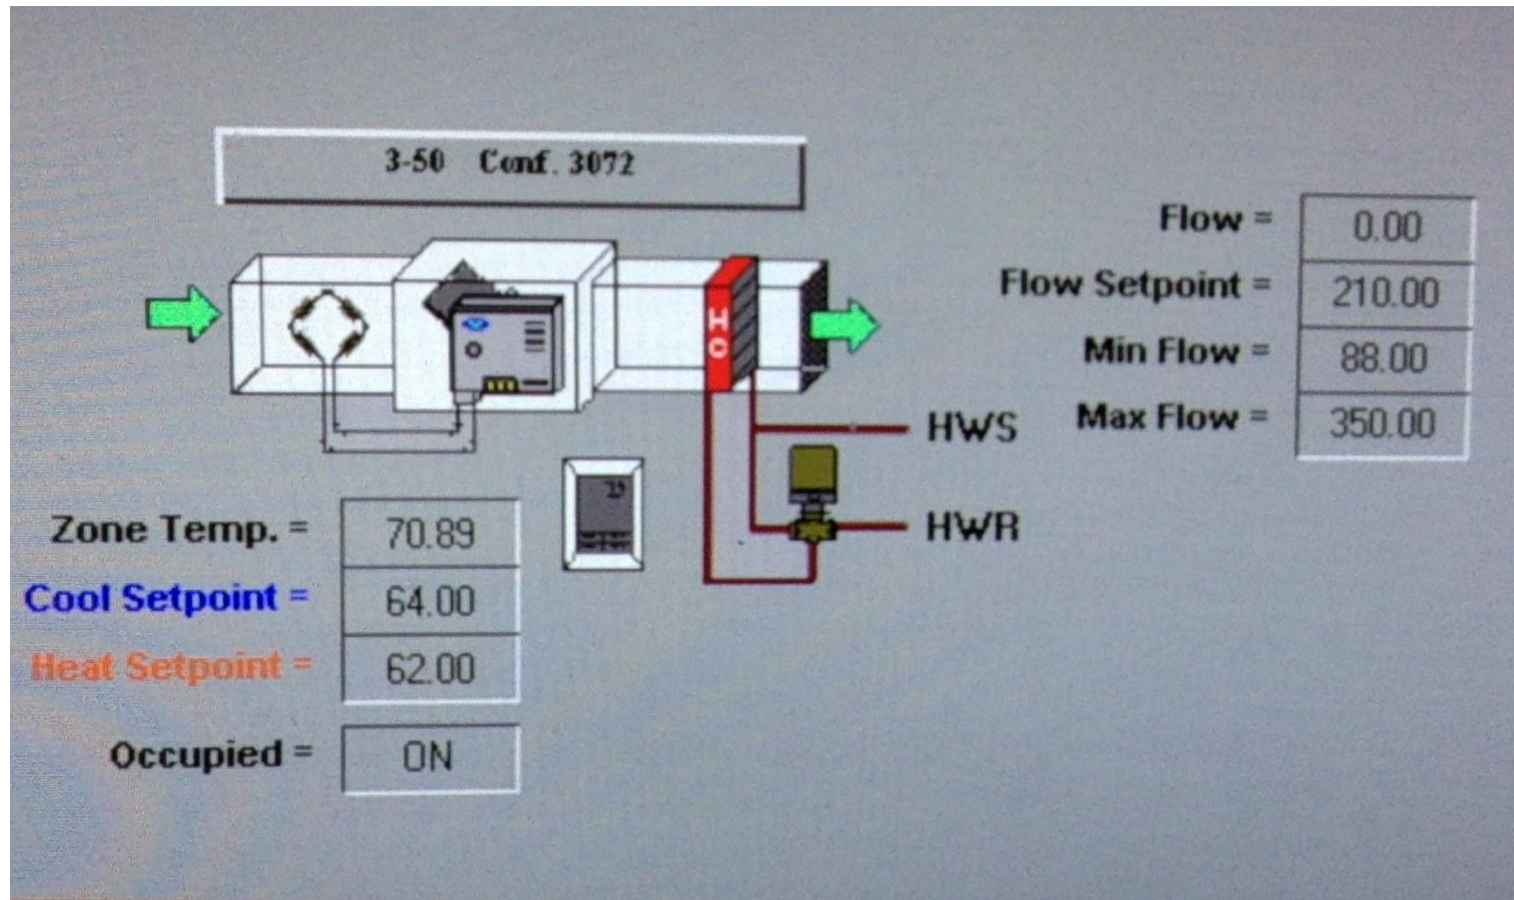 3-50 Conf. 3072
Flow = 0.00
Flow Setpoint = 210.00
Min Flow = 88.00
Max Flow = 350.00
HO
HWS
HWR
Zone Temp. = 70.89
Cool Setpoint = 64.00
Heat Setpoint = 62.00
Occupied = ON